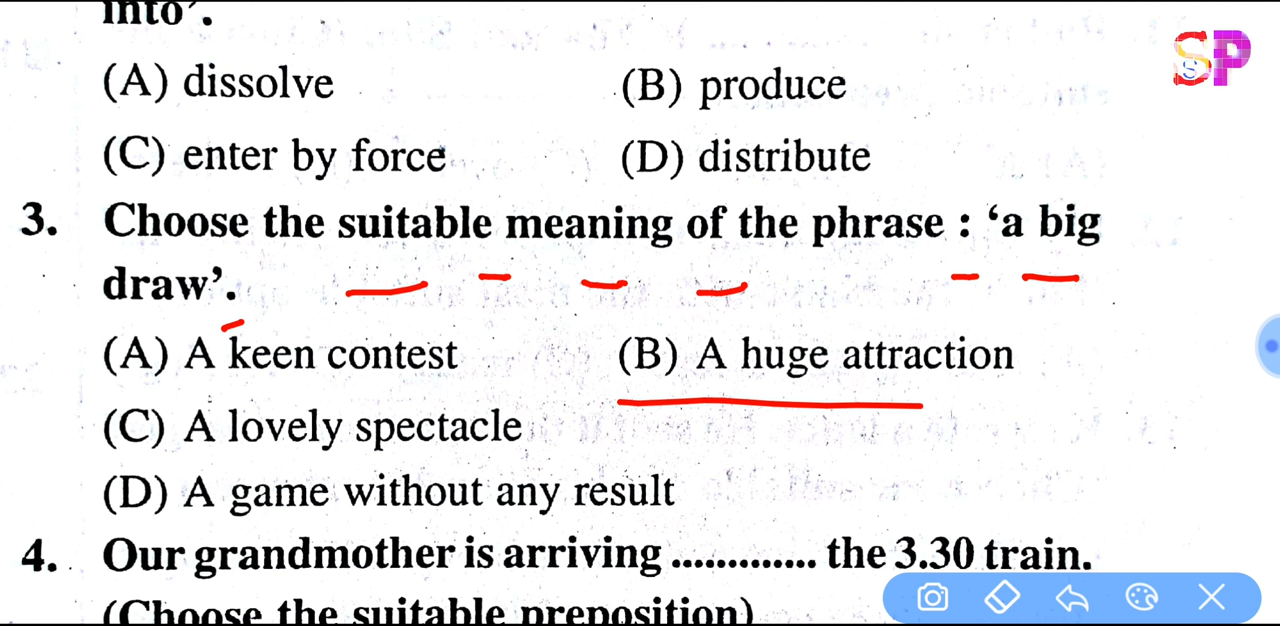 into'.
SP
S
(A) dissolve (B) produce
(C) enter by force (D) distribute
3. Choose the suitable meaning of the phrase : ‘a big
draw’.
(A) A keen contest (B) A huge attraction
(C) A lovely spectacle
(D) A game without any result
4. Our grandmother is arriving ............. the 3.30 train.
(Choose the suitable preposition)